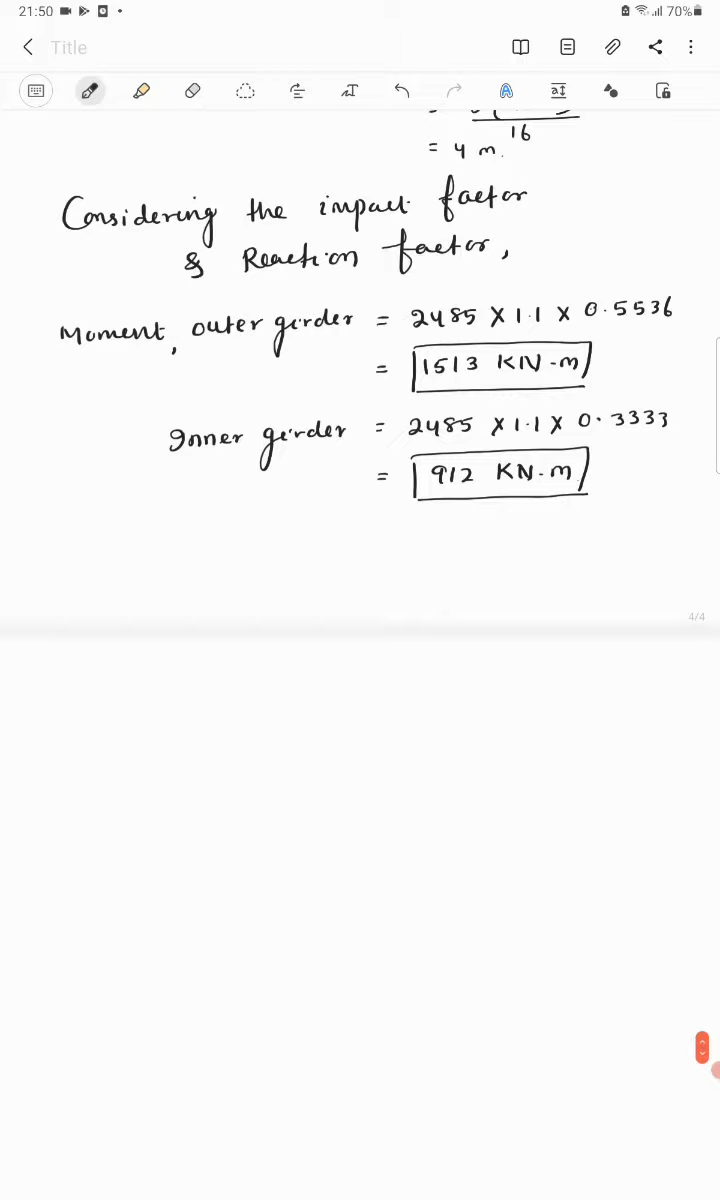 21:50 70%
Title
16
= 4 m.
Considering the impact factor
& Reaction factor,
Moment, outer girder = 2485 X 1.1 X 0.5536
= 1513 KN-m
Inner girder = 2485 X 1.1 X 0.3333
= 912 KN-m
4/4